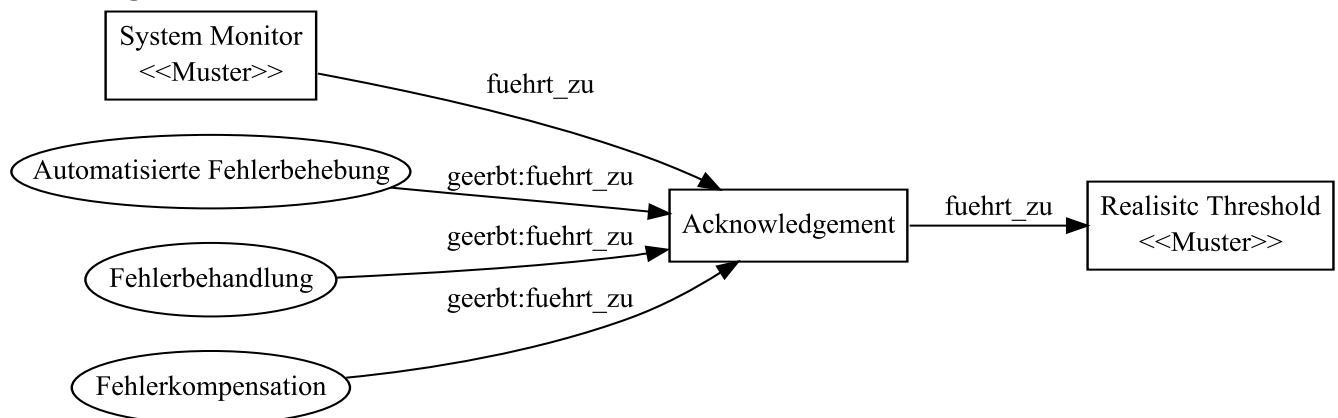 System Monitor
<<Muster>>
fuehrt_zu
Automatisierte Fehlerbehebung
geerbt:fuehrt_zu
Fehlerbehandlung
geerbt:fuehrt_zu
Fehlerkompensation
geerbt:fuehrt_zu
Acknowledgement
fuehrt_zu
Realisitc Threshold
<<Muster>>